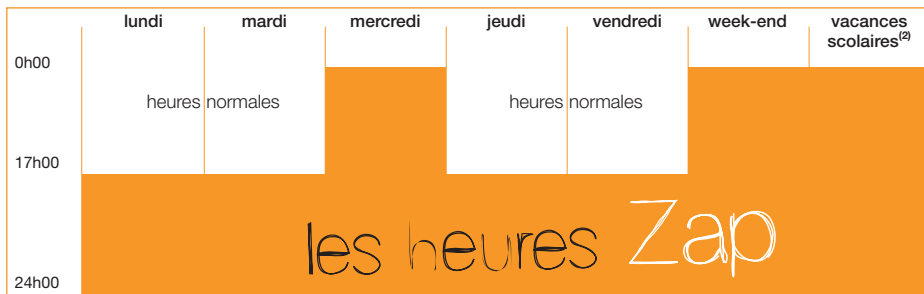 lundi mardi mercredi jeudi vendredi week-end vacances
scolaires(2)
0h00
heures normales heures normales
17h00
les heures Zap
24h00